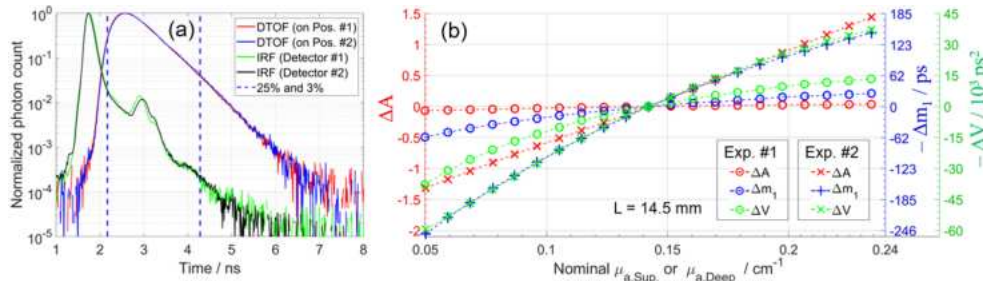 (a)
DTOF (on Pos. #1)
DTOF (on Pos. #2)
IRF (Detector #1)
IRF (Detector #2)
25% and 3%
Normalized photon count
10^0
10^-1
10^-2
10^-3
10^-4
10^-5
1 2 3 4 5 6 7 8
Time / ns
(b)
ΔA
1.5
1
0.5
0
-0.5
-1
-1.5
-2
0.05 0.1 0.15 0.2 0.25
Nominal μa,Sup. or μa,Deep / cm^-1
L = 14.5 mm
Exp. #1
ΔA
Δm1
ΔV
Exp. #2
ΔA
Δm1
ΔV
185
123
62
0
-62
-123
-185
-246
− Δm1 / ps
45
30
15
0
-15
-30
-45
-60
− ΔV / 10^3 ps^2